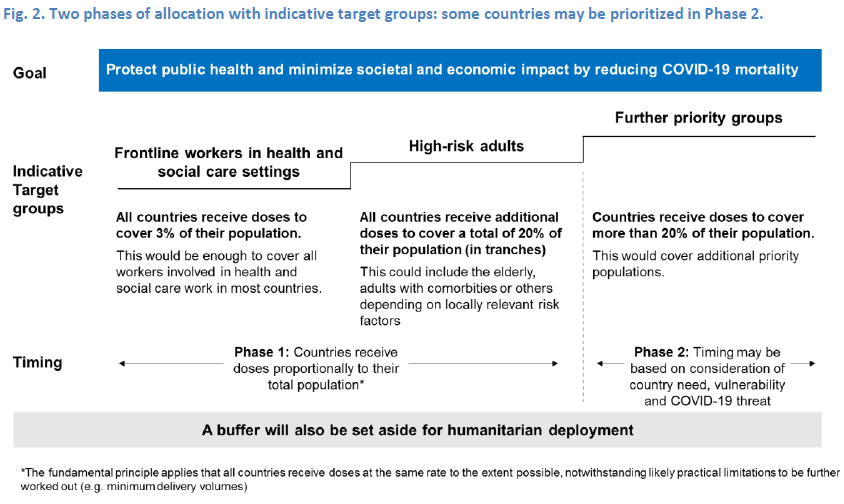 Fig. 2. Two phases of allocation with indicative target groups: some countries may be prioritized in Phase 2.
Goal
Protect public health and minimize societal and economic impact by reducing COVID-19 mortality
Indicative
Target
groups
Frontline workers in health and
social care settings
High-risk adults
Further priority groups
All countries receive doses to
cover 3% of their population.
This would be enough to cover all
workers involved in health and
social care work in most countries.
All countries receive additional
doses to cover a total of 20% of
their population (in tranches)
This could include the elderly,
adults with comorbities or others
depending on locally relevant risk
factors
Countries receive doses to cover
more than 20% of their population.
This would cover additional priority
populations.
Timing
Phase 1: Countries receive
doses proportionally to their
total population*
Phase 2: Timing may be
based on consideration of
country need, vulnerability
and COVID-19 threat
A buffer will also be set aside for humanitarian deployment
*The fundamental principle applies that all countries receive doses at the same rate to the extent possible, notwithstanding likely practical limitations to be further
worked out (e.g. minimum delivery volumes)